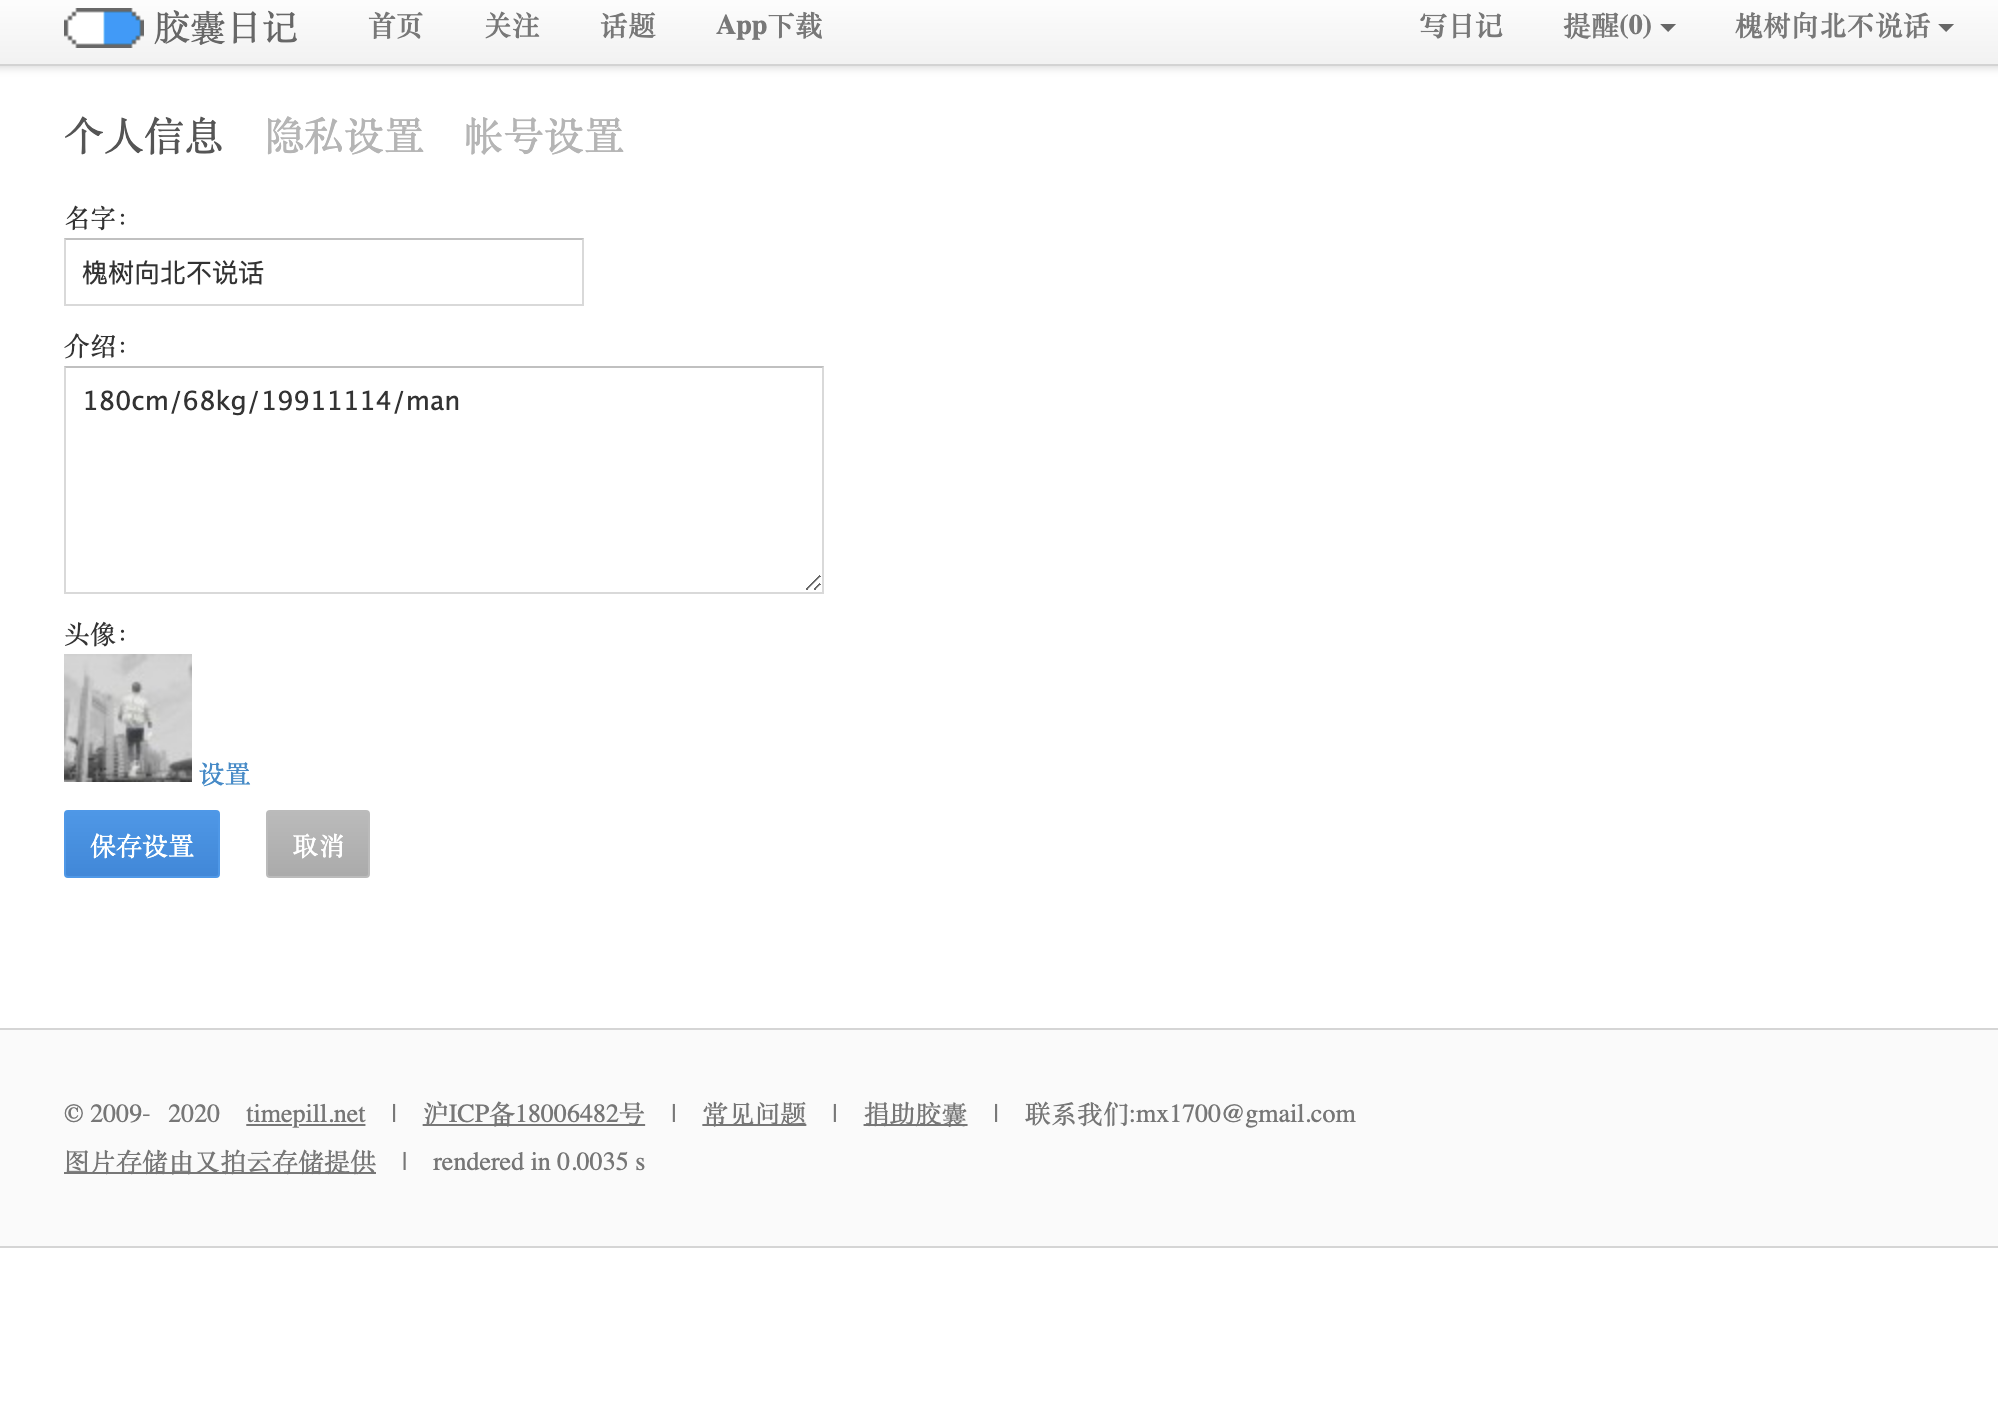 胶囊日记 首页 关注 话题 App下载 写日记 提醒(0) 槐树向北不说话
个人信息 隐私设置 帐号设置
名字：
槐树向北不说话
介绍：
180cm/68kg/19911114/man
头像：
设置
保存设置 取消
© 2009- 2020 timepill.net | 沪ICP备18006482号 | 常见问题 | 捐助胶囊 | 联系我们:mx1700@gmail.com
图片存储由又拍云存储提供 | rendered in 0.0035 s